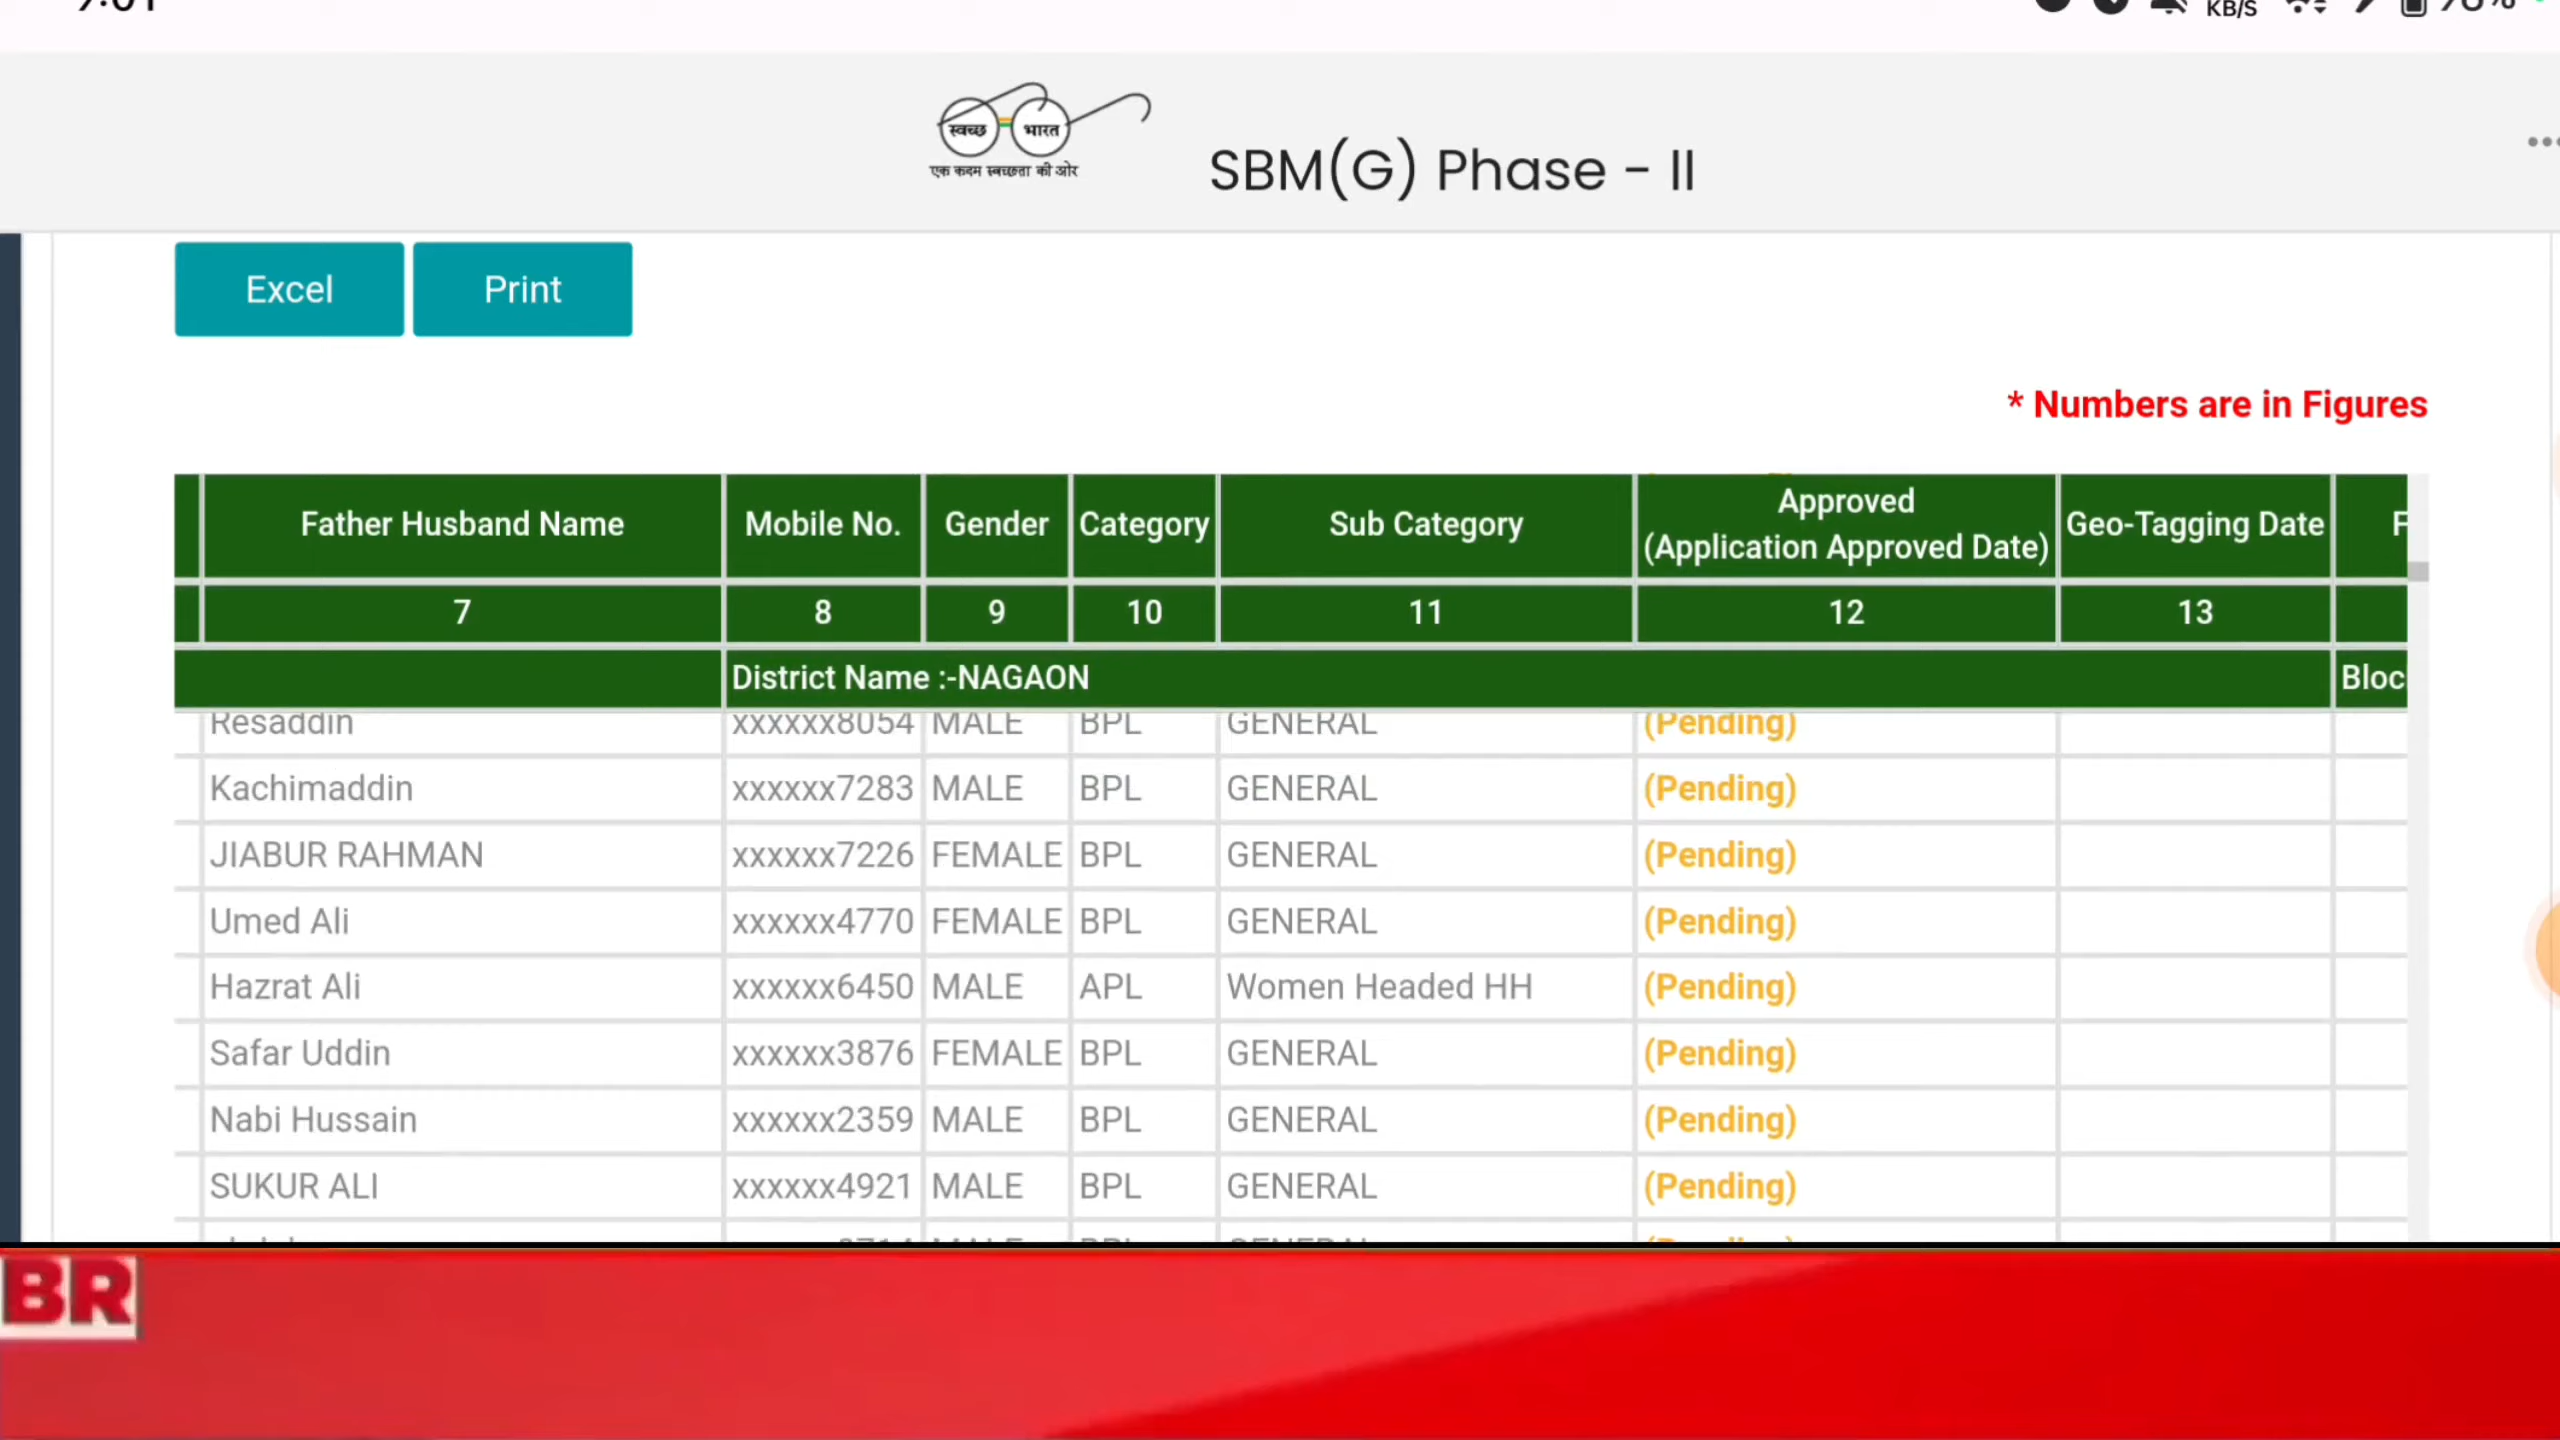 KB/S
स्वच्छ भारत
एक कदम स्वच्छता की ओर
SBM(G) Phase - II
Excel Print
* Numbers are in Figures
Father Husband Name Mobile No. Gender Category Sub Category Approved (Application Approved Date) Geo-Tagging Date F
7 8 9 10 11 12 13
District Name :-NAGAON Bloc
Resaddin xxxxxx8054 MALE BPL GENERAL (Pending)
Kachimaddin xxxxxx7283 MALE BPL GENERAL (Pending)
JIABUR RAHMAN xxxxxx7226 FEMALE BPL GENERAL (Pending)
Umed Ali xxxxxx4770 FEMALE BPL GENERAL (Pending)
Hazrat Ali xxxxxx6450 MALE APL Women Headed HH (Pending)
Safar Uddin xxxxxx3876 FEMALE BPL GENERAL (Pending)
Nabi Hussain xxxxxx2359 MALE BPL GENERAL (Pending)
SUKUR ALI xxxxxx4921 MALE BPL GENERAL (Pending)
BR